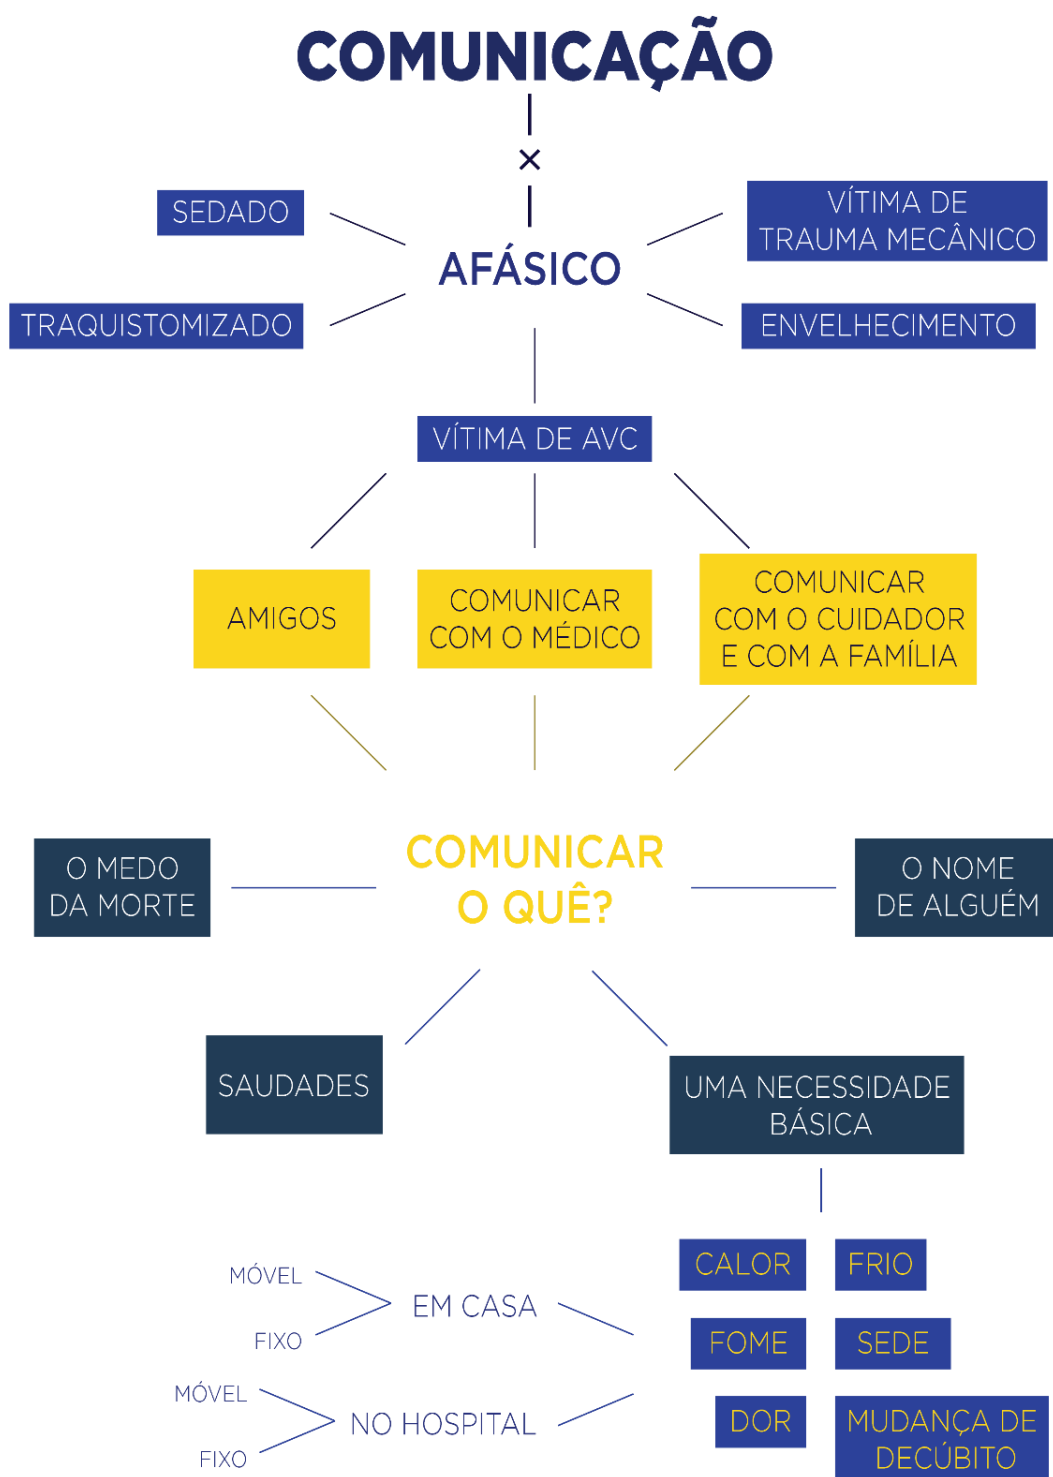 COMUNICAÇÃO
×
SEDADO
VÍTIMA DE
TRAUMA MECÂNICO
AFÁSICO
TRAQUISTOMIZADO
ENVELHECIMENTO
VÍTIMA DE AVC
AMIGOS
COMUNICAR
COM O MÉDICO
COMUNICAR
COM O CUIDADOR
E COM A FAMÍLIA
COMUNICAR
O QUÊ?
O MEDO
DA MORTE
O NOME
DE ALGUÉM
SAUDADES
UMA NECESSIDADE
BÁSICA
CALOR
FRIO
FOME
SEDE
DOR
MUDANÇA DE
DECÚBITO
MÓVEL
FIXO
EM CASA
MÓVEL
FIXO
NO HOSPITAL